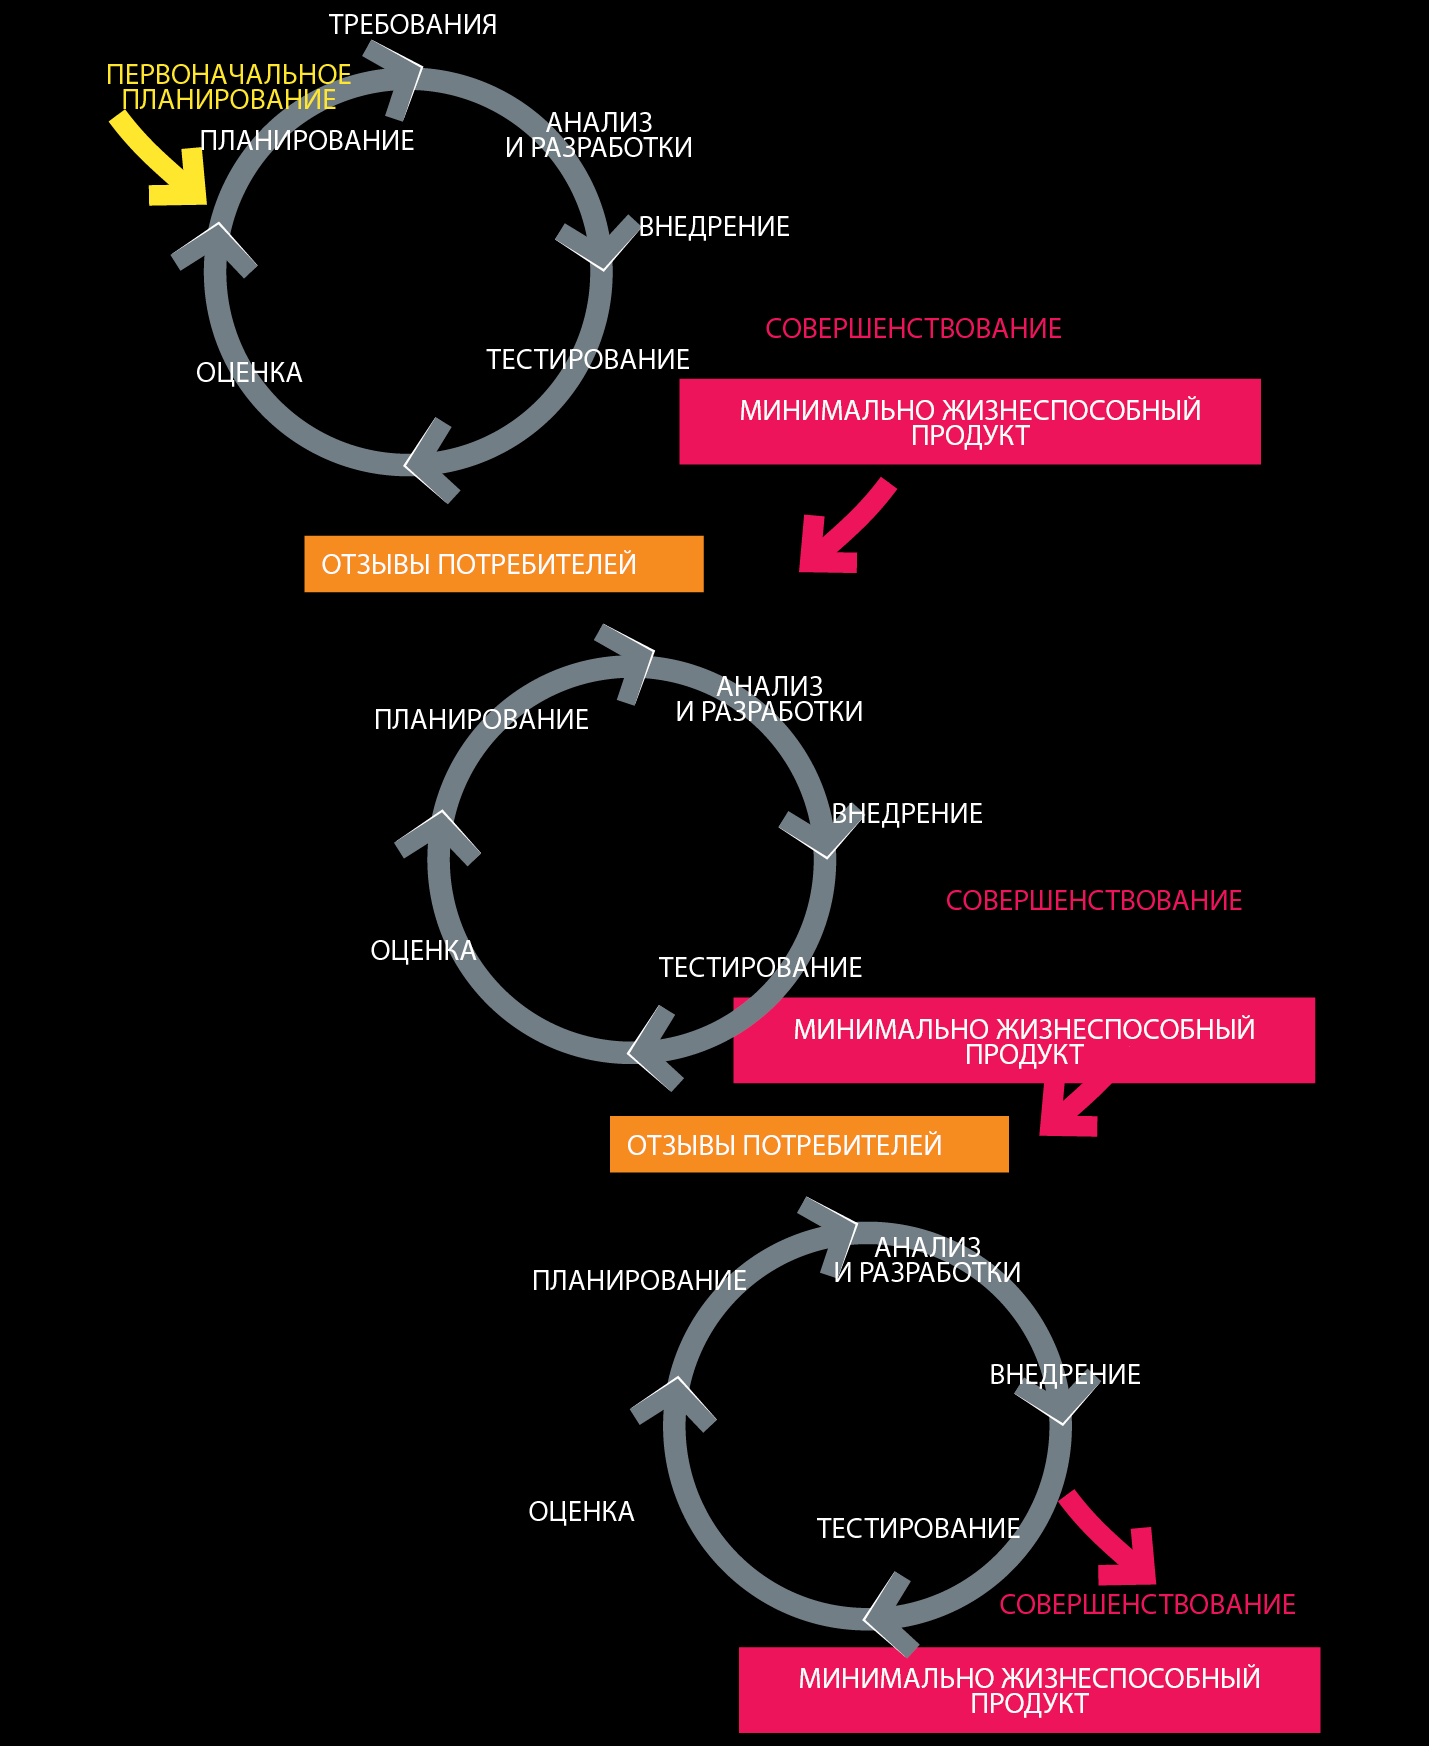 ТРЕБОВАНИЯ
ПЕРВОНАЧАЛЬНОЕ
ПЛАНИРОВАНИЕ
ПЛАНИРОВАНИЕ
АНАЛИЗ
И РАЗРАБОТКИ
ВНЕДРЕНИЕ
СОВЕРШЕНСТВОВАНИЕ
ТЕСТИРОВАНИЕ
ОЦЕНКА
МИНИМАЛЬНО ЖИЗНЕСПОСОБНЫЙ
ПРОДУКТ
ОТЗЫВЫ ПОТРЕБИТЕЛЕЙ
АНАЛИЗ
И РАЗРАБОТКИ
ПЛАНИРОВАНИЕ
ВНЕДРЕНИЕ
СОВЕРШЕНСТВОВАНИЕ
ОЦЕНКА
ТЕСТИРОВАНИЕ
МИНИМАЛЬНО ЖИЗНЕСПОСОБНЫЙ
ПРОДУКТ
ОТЗЫВЫ ПОТРЕБИТЕЛЕЙ
АНАЛИЗ
И РАЗРАБОТКИ
ПЛАНИРОВАНИЕ
ВНЕДРЕНИЕ
ОЦЕНКА
ТЕСТИРОВАНИЕ
СОВЕРШЕНСТВОВАНИЕ
МИНИМАЛЬНО ЖИЗНЕСПОСОБНЫЙ
ПРОДУКТ